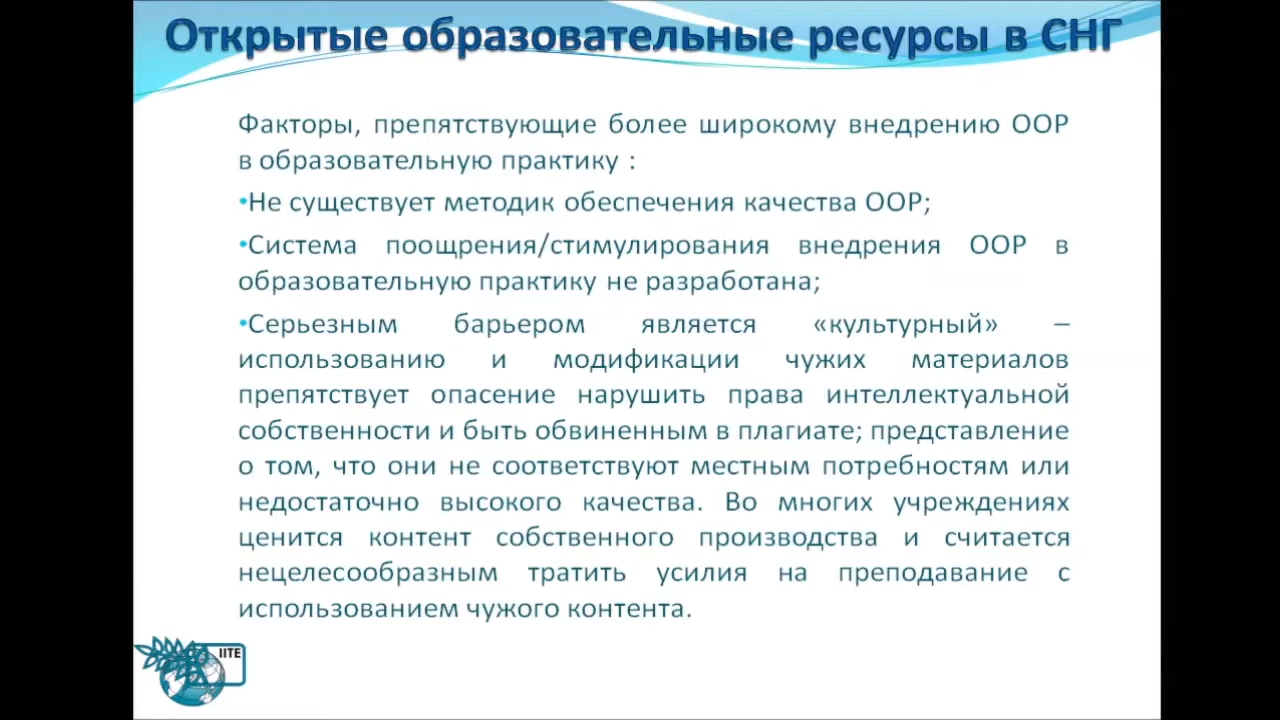 Открытые образовательные ресурсы в СНГ
Факторы, препятствующие более широкому внедрению ООР
в образовательную практику :
•Не существует методик обеспечения качества ООР;
•Система поощрения/стимулирования внедрения ООР в
образовательную практику не разработана;
•Серьезным барьером является «культурный» –
использованию и модификации чужих материалов
препятствует опасение нарушить права интеллектуальной
собственности и быть обвиненным в плагиате; представление
о том, что они не соответствуют местным потребностям или
недостаточно высокого качества. Во многих учреждениях
ценится контент собственного производства и считается
нецелесообразным тратить усилия на преподавание с
использованием чужого контента.
IITE